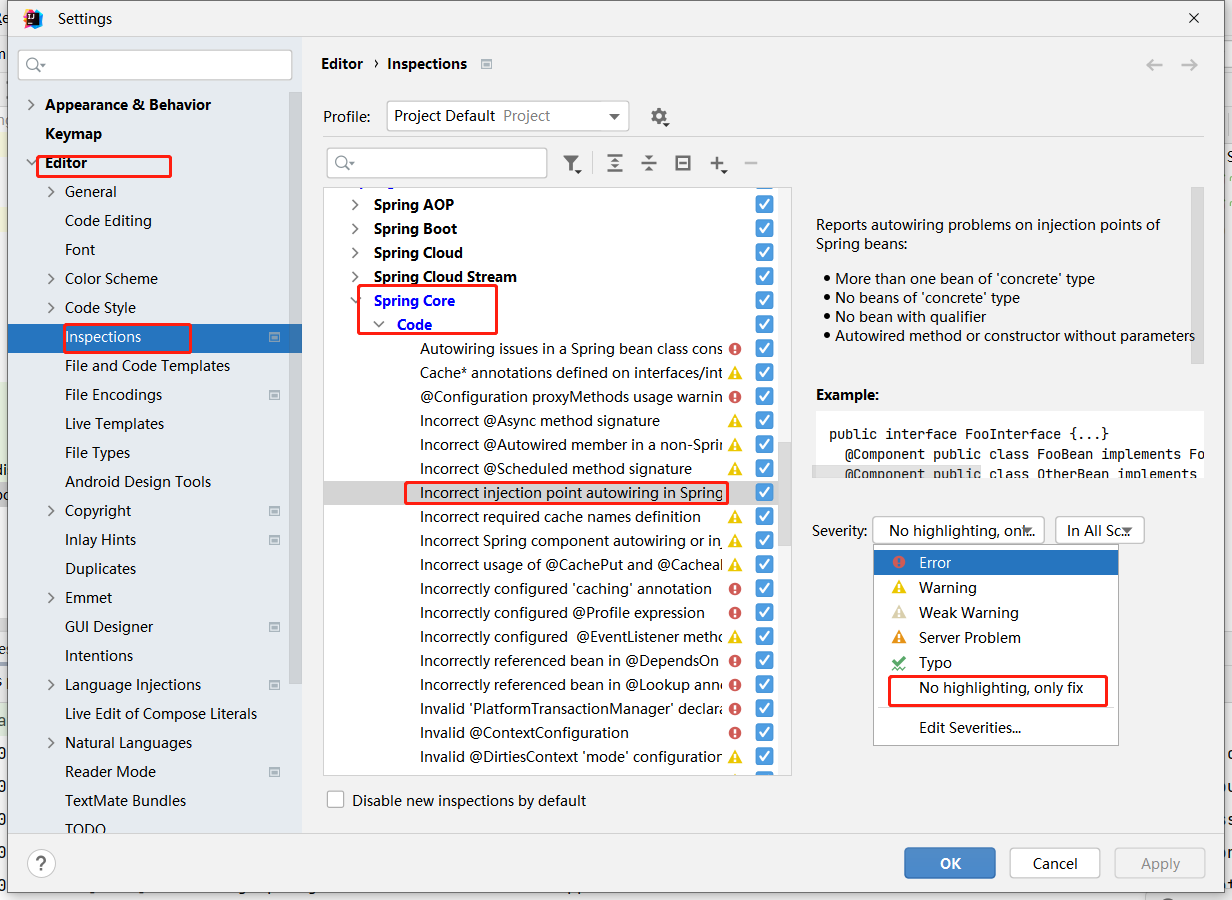 Settings
Editor › Inspections
Appearance & Behavior
Keymap
Editor
General
Code Editing
Font
Color Scheme
Code Style
Inspections
File and Code Templates
File Encodings
Live Templates
File Types
Android Design Tools
Copyright
Inlay Hints
Duplicates
Emmet
GUI Designer
Intentions
Language Injections
Live Edit of Compose Literals
Natural Languages
Reader Mode
TextMate Bundles
TODO
Profile: Project Default Project
Spring AOP
Spring Boot
Spring Cloud
Spring Cloud Stream
Spring Core
Code
Autowiring issues in a Spring bean class cons
Cache* annotations defined on interfaces/int
@Configuration proxyMethods usage warnin
Incorrect @Async method signature
Incorrect @Autowired member in a non-Sprin
Incorrect @Scheduled method signature
Incorrect injection point autowiring in Spring
Incorrect required cache names definition
Incorrect Spring component autowiring or inj
Incorrect usage of @CachePut and @Cacheal
Incorrectly configured 'caching' annotation
Incorrectly configured @Profile expression
Incorrectly configured @EventListener metho
Incorrectly referenced bean in @DependsOn
Incorrectly referenced bean in @Lookup anno
Invalid 'PlatformTransactionManager' declara
Invalid @ContextConfiguration
Invalid @DirtiesContext 'mode' configuration
Disable new inspections by default
Reports autowiring problems on injection points of
Spring beans:
• More than one bean of 'concrete' type
• No beans of 'concrete' type
• No bean with qualifier
• Autowired method or constructor without parameters
Example:
public interface FooInterface {...}
@Component public class FooBean implements Fo
@Component public class OtherBean implements
Severity: No highlighting, onl... In All Sc...
Error
Warning
Weak Warning
Server Problem
Typo
No highlighting, only fix
Edit Severities...
?
OK Cancel Apply